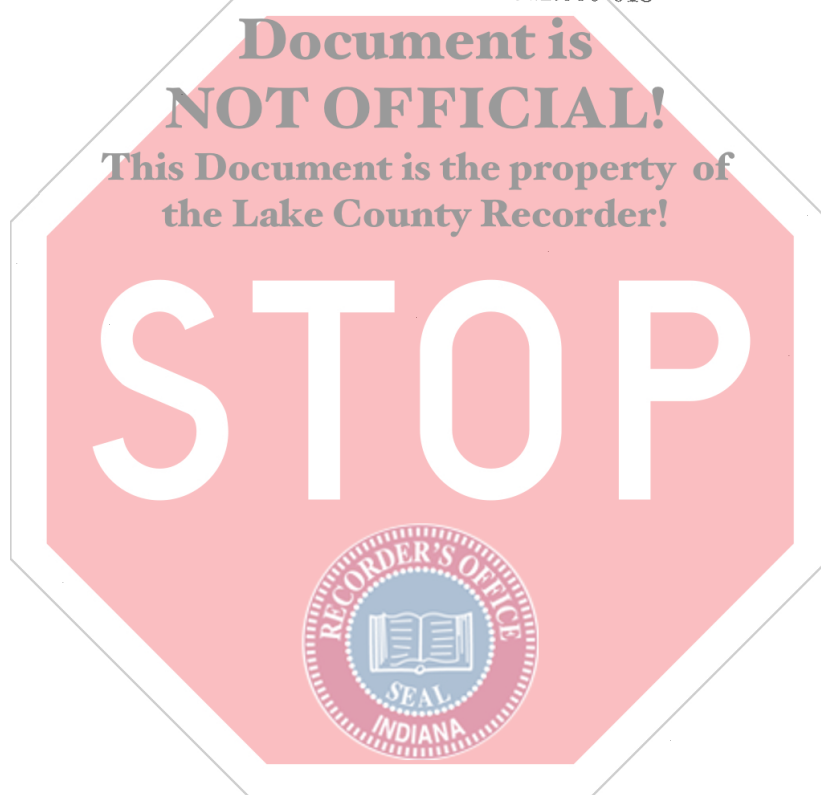 Document is
NOT OFFICIAL!
This Document is the property of
the Lake County Recorder!
STOP
RECORDER'S OFFICE
SEAL
INDIANA